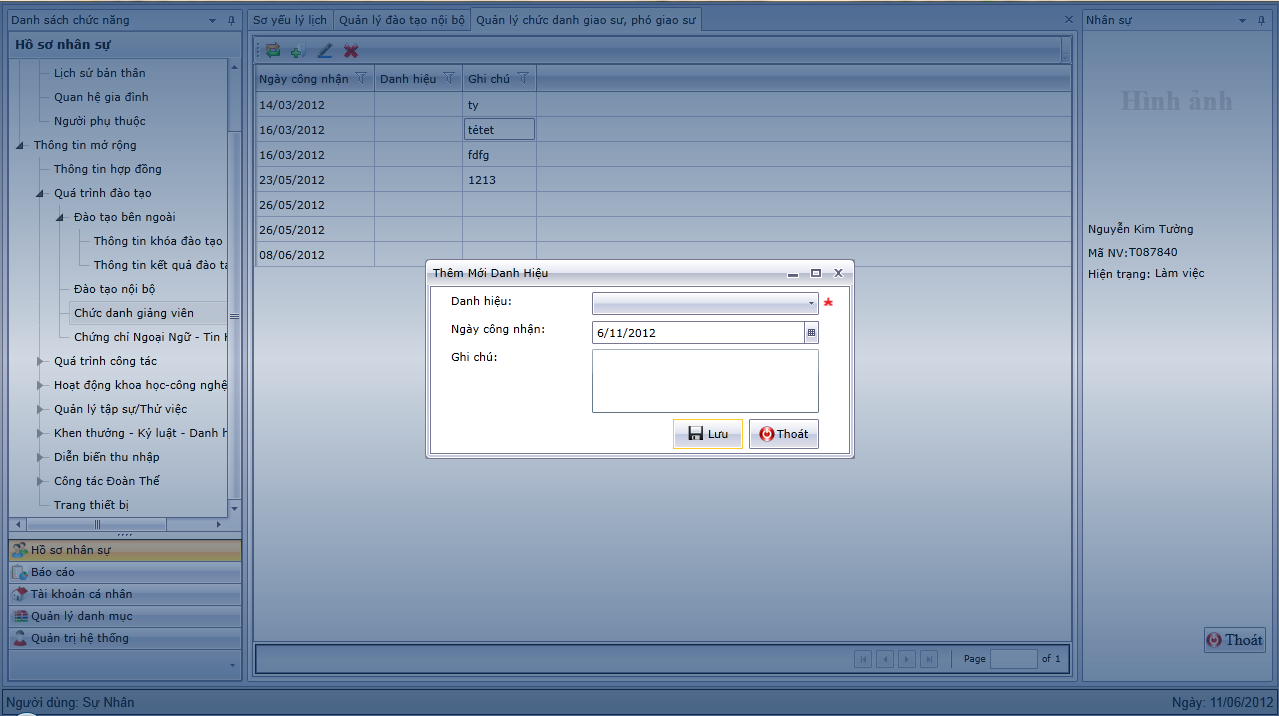 Danh sách chức năng
Hồ sơ nhân sự
Lịch sử bản thân
Quan hệ gia đình
Người phụ thuộc
Thông tin mở rộng
Thông tin hợp đồng
Quá trình đào tạo
Đào tạo bên ngoài
Thông tin khóa đào tạo
Thông tin kết quả đào tạ
Đào tạo nội bộ
Chức danh giảng viên
Chứng chỉ Ngoại Ngữ - Tin H
Quá trình công tác
Hoạt động khoa học-công nghệ
Quản lý tập sự/Thử việc
Khen thưởng - Kỷ luật - Danh h
Diễn biến thu nhập
Công tác Đoàn Thể
Trang thiết bị
Hồ sơ nhân sự
Báo cáo
Tài khoản cá nhân
Quản lý danh mục
Quản trị hệ thống
Sơ yếu lý lịch Quản lý đào tạo nội bộ Quản lý chức danh giao sư, phó giao sư
Ngày công nhận Danh hiệu Ghi chú
14/03/2012 ty
16/03/2012 têtet
16/03/2012 fdfg
23/05/2012 1213
26/05/2012
26/05/2012
08/06/2012
Thêm Mới Danh Hiệu
Danh hiệu: *
Ngày công nhận: 6/11/2012
Ghi chú:
Lưu Thoát
Page of 1
Nhân sự
Hình ảnh
Nguyễn Kim Tường
Mã NV:T087840
Hiện trạng: Làm việc
Thoát
Người dùng: Sự Nhân
Ngày: 11/06/2012